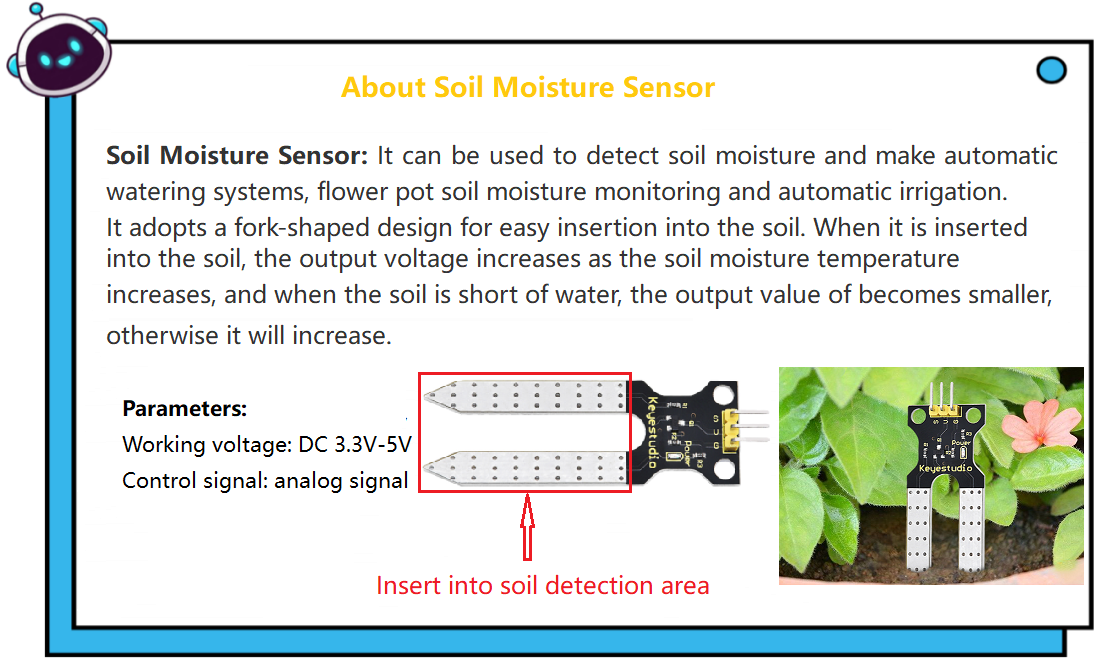 About Soil Moisture Sensor
Soil Moisture Sensor: It can be used to detect soil moisture and make automatic
watering systems, flower pot soil moisture monitoring and automatic irrigation.
It adopts a fork-shaped design for easy insertion into the soil. When it is inserted
into the soil, the output voltage increases as the soil moisture temperature
increases, and when the soil is short of water, the output value of becomes smaller,
otherwise it will increase.
Parameters:
Working voltage: DC 3.3V-5V
Control signal: analog signal
Keyestudio
Power
R2
R3
S
V
G
Insert into soil detection area
S V G
Power
Keyestudio